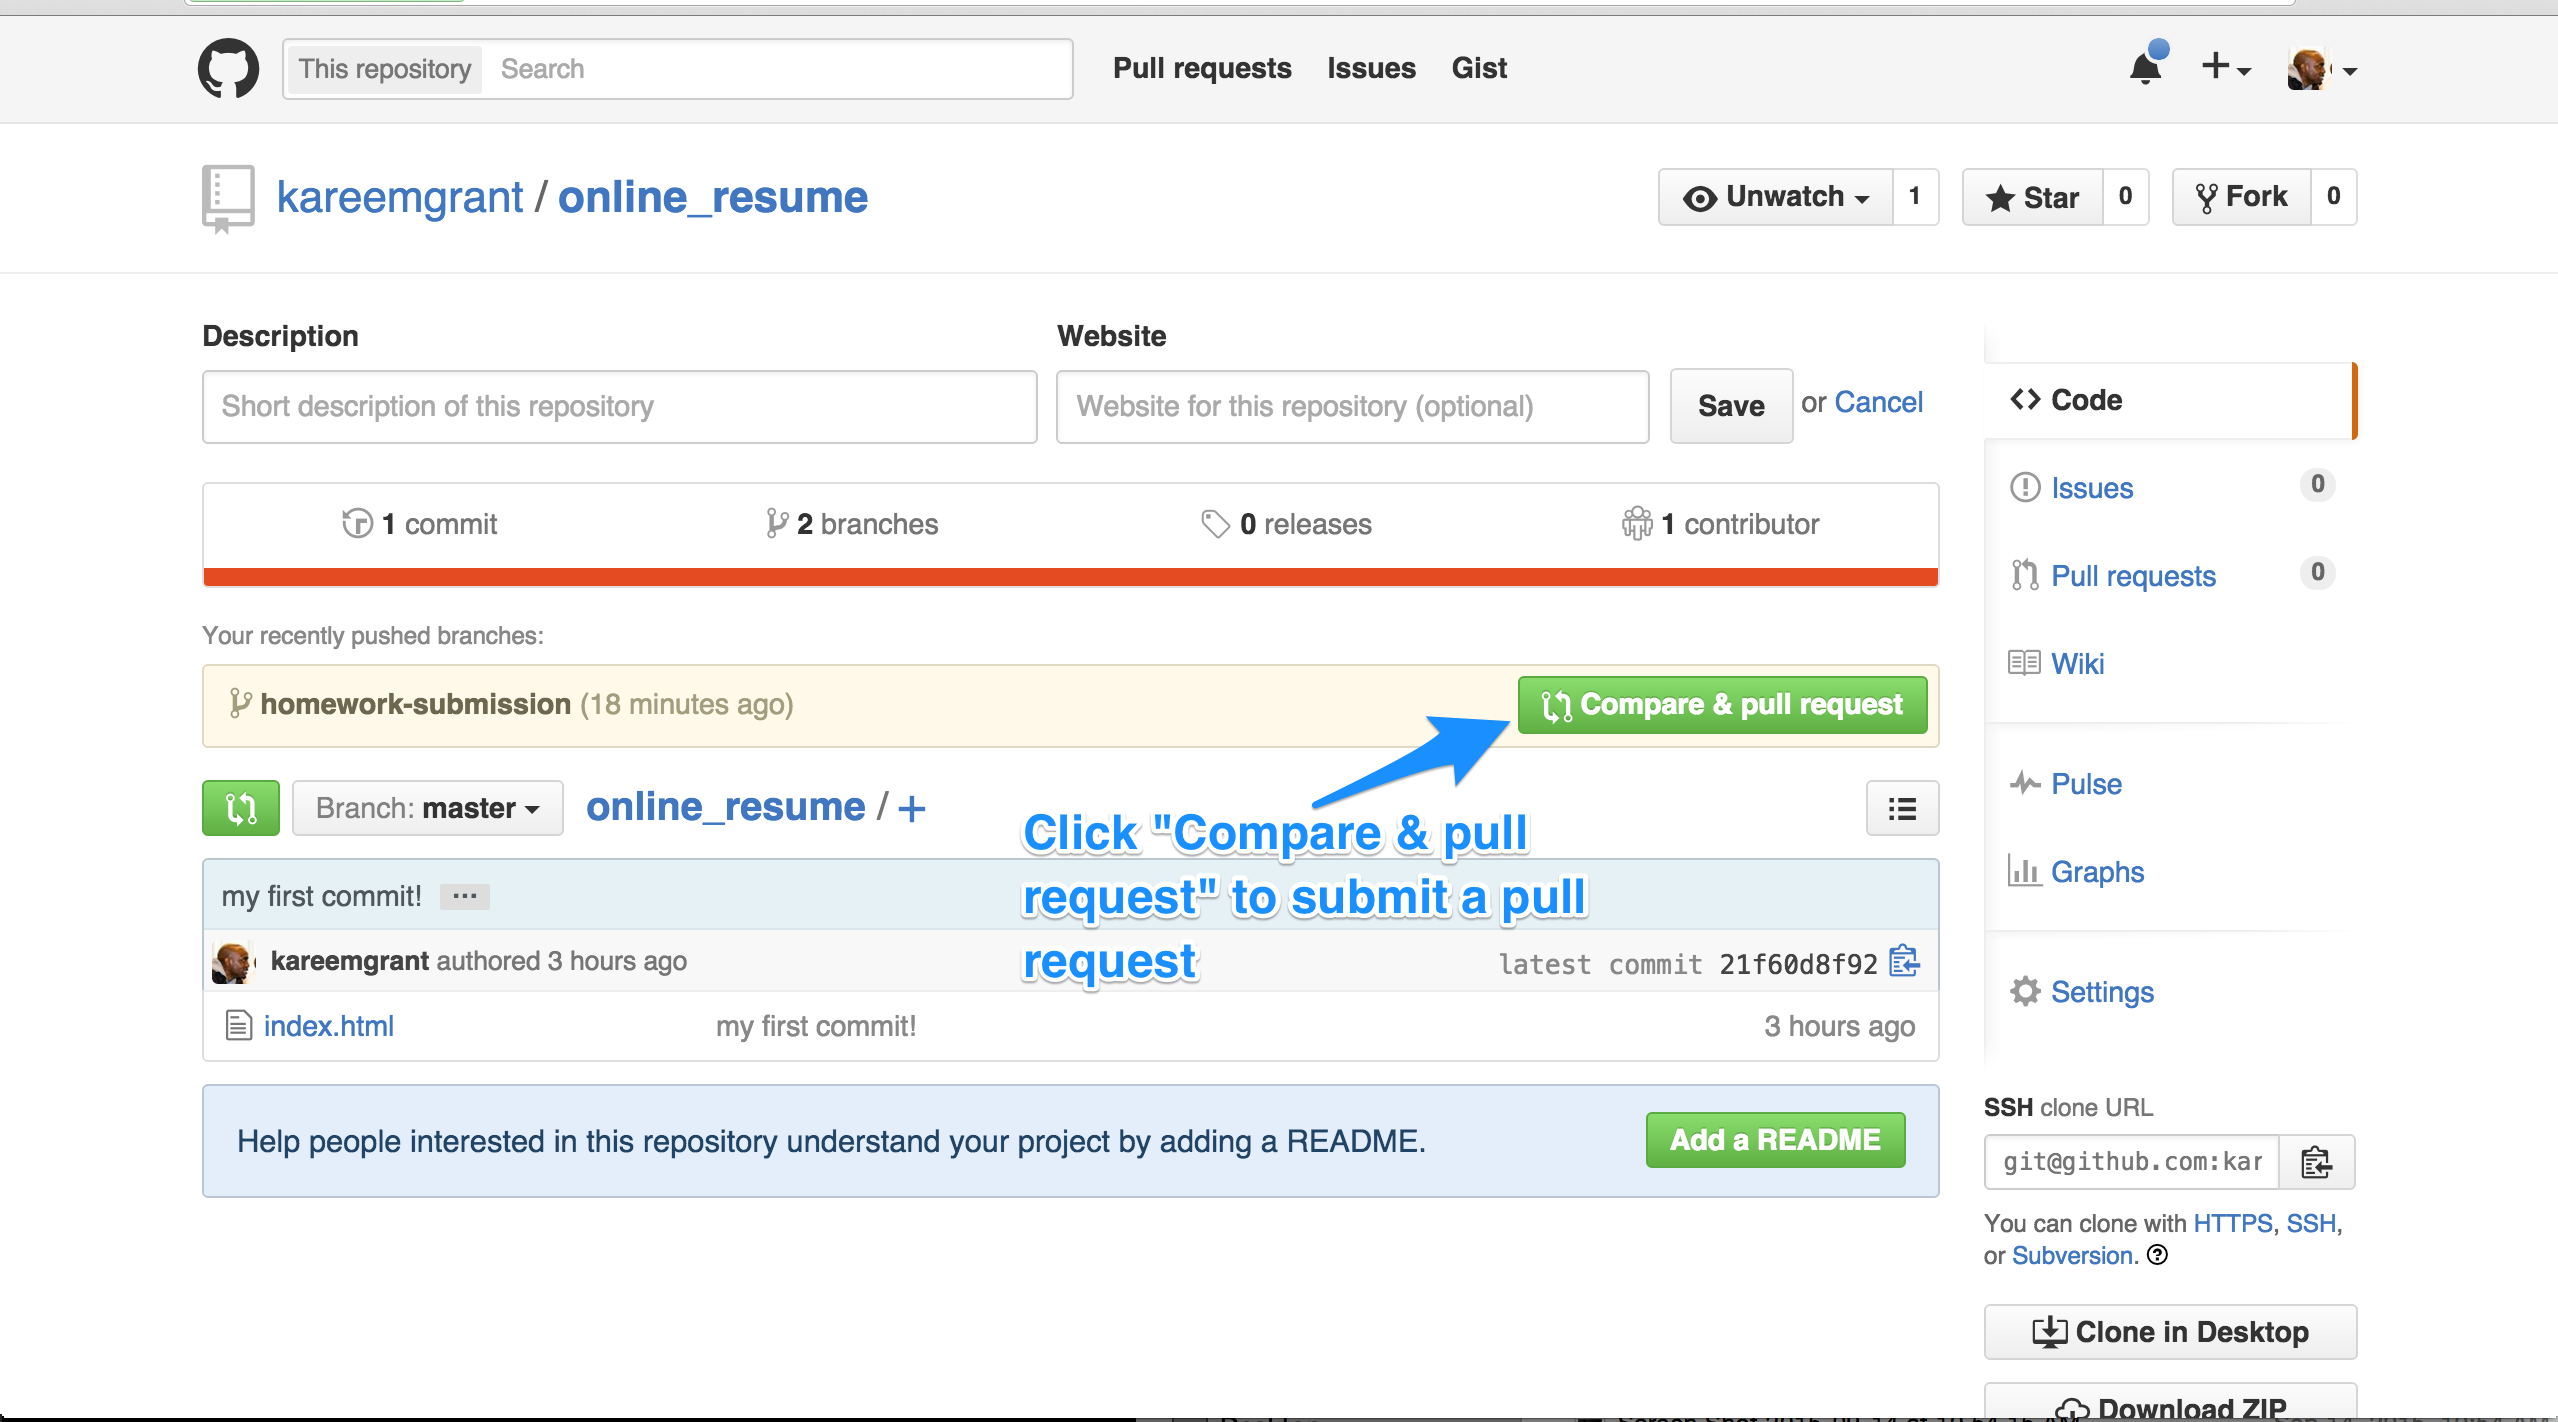 This repository Search Pull requests Issues Gist
kareemgrant / online_resume
Unwatch 1 Star 0 Fork 0
Description Website
Short description of this repository Website for this repository (optional) Save or Cancel
1 commit 2 branches 0 releases 1 contributor
Your recently pushed branches:
homework-submission (18 minutes ago) Compare & pull request
Branch: master online_resume / +
Click "Compare & pull
request" to submit a pull
request
my first commit! ...
kareemgrant authored 3 hours ago latest commit 21f60d8f92
index.html my first commit! 3 hours ago
Help people interested in this repository understand your project by adding a README. Add a README
Code
Issues 0
Pull requests 0
Wiki
Pulse
Graphs
Settings
SSH clone URL
git@github.com:kar
You can clone with HTTPS, SSH,
or Subversion.
Clone in Desktop
Download ZIP